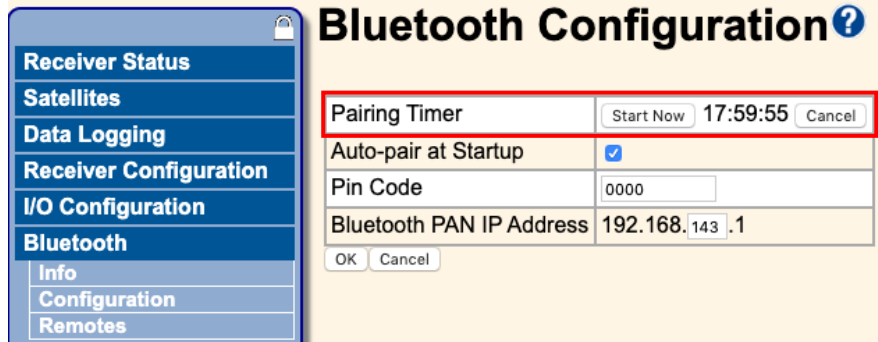 Receiver Status
Satellites
Data Logging
Receiver Configuration
I/O Configuration
Bluetooth
Info
Configuration
Remotes
Bluetooth Configuration?
Pairing Timer Start Now 17:59:55 Cancel
Auto-pair at Startup
Pin Code 0000
Bluetooth PAN IP Address 192.168.143.1
OK Cancel